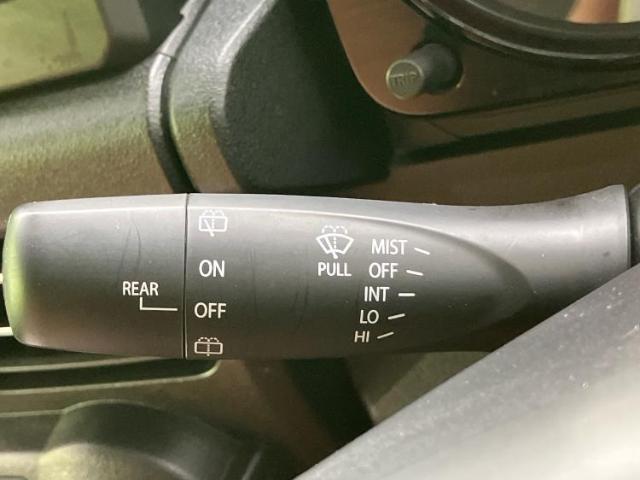 TRIP
MIST
PULL OFF
ON
INT
REAR
OFF
LO
HI